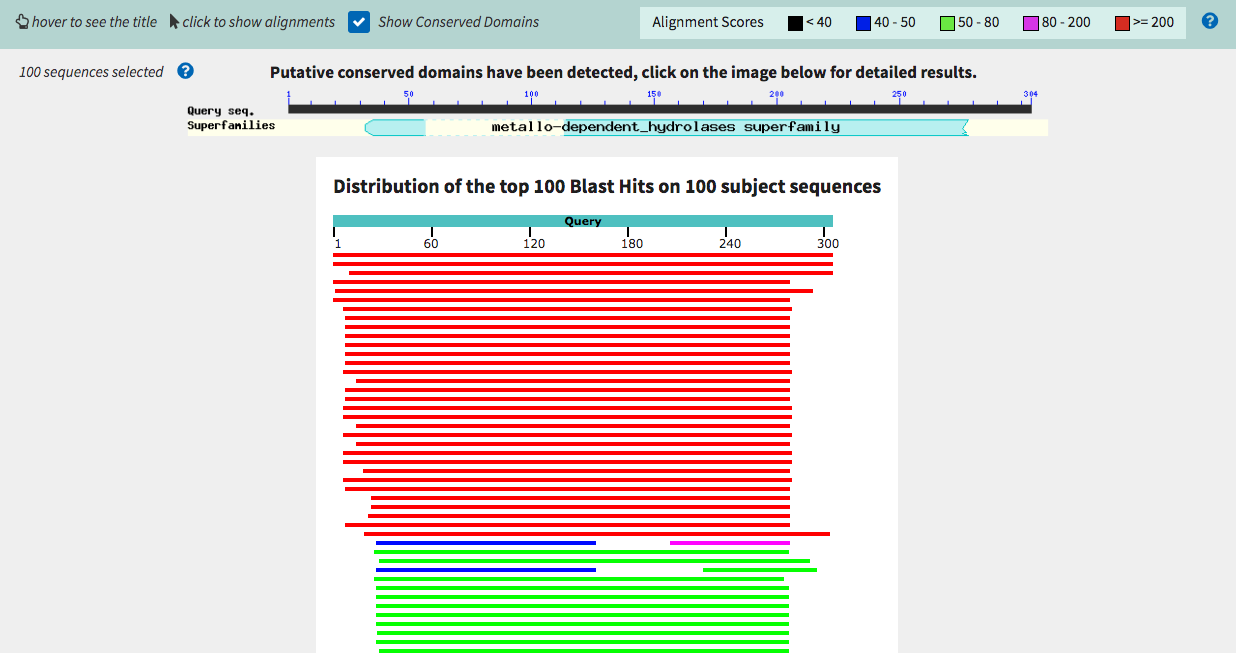 hover to see the title click to show alignments Show Conserved Domains Alignment Scores < 40 40 - 50 50 - 80 80 - 200 >= 200 ?
100 sequences selected ? Putative conserved domains have been detected, click on the image below for detailed results.
1 50 100 150 200 250 304
Query seq.
Superfamilies metallo-dependent_hydrolases superfamily
Distribution of the top 100 Blast Hits on 100 subject sequences
Query
1 60 120 180 240 300